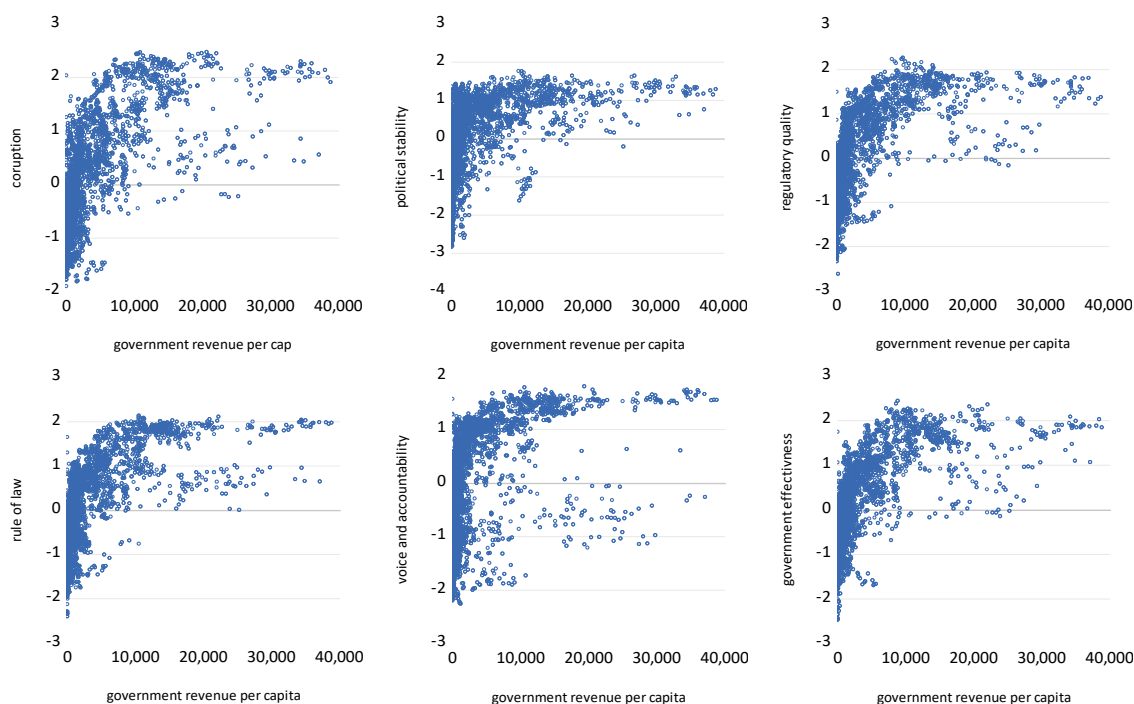 3
2
1
0
-1
-2
corruption
0 10,000 20,000 30,000 40,000
government revenue per cap
3
2
1
0
-1
-2
-3
-4
political stability
0 10,000 20,000 30,000 40,000
government revenue per capita
3
2
1
0
-1
-2
-3
regulatory quality
0 10,000 20,000 30,000 40,000
government revenue per capita
3
2
1
0
-1
-2
-3
rule of law
0 10,000 20,000 30,000 40,000
government revenue per capita
2
1
0
-1
-2
-3
voice and accountability
0 10,000 20,000 30,000 40,000
government revenue per capita
3
2
1
0
-1
-2
-3
government effectivness
0 10,000 20,000 30,000 40,000
government revenue per capita